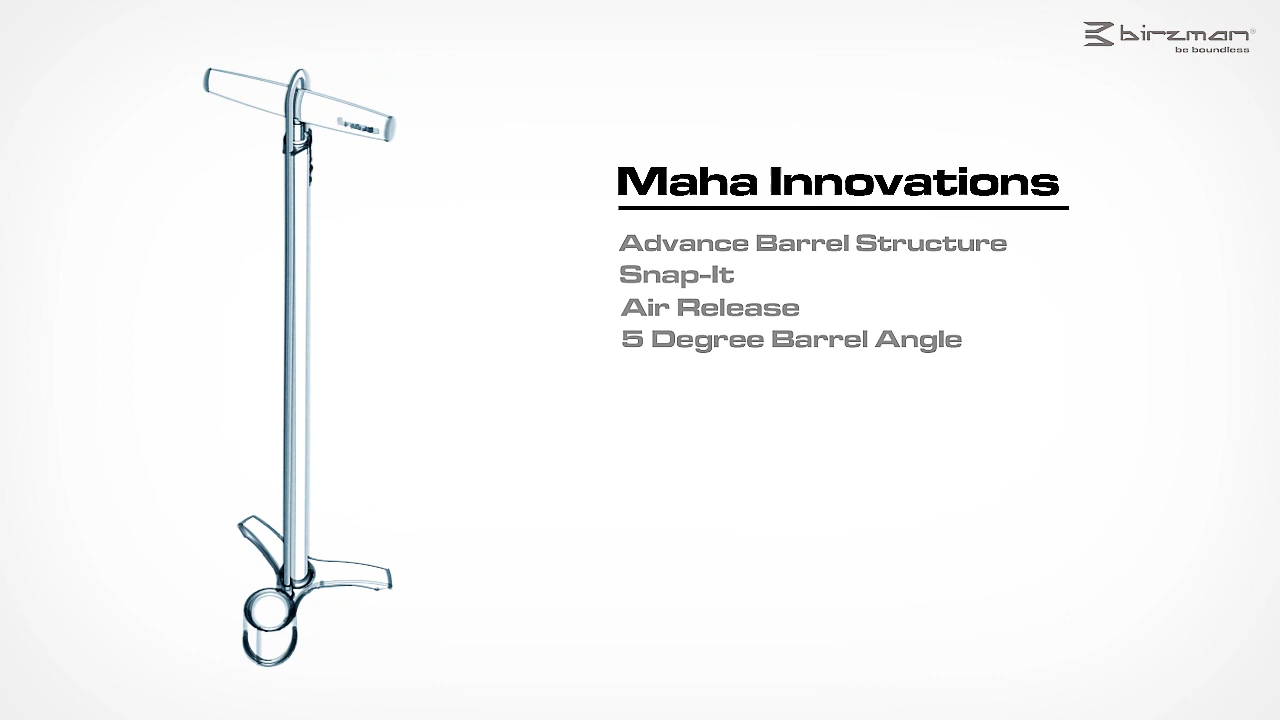 birzman®
be boundless
Maha Innovations
Advance Barrel Structure
Snap-It
Air Release
5 Degree Barrel Angle